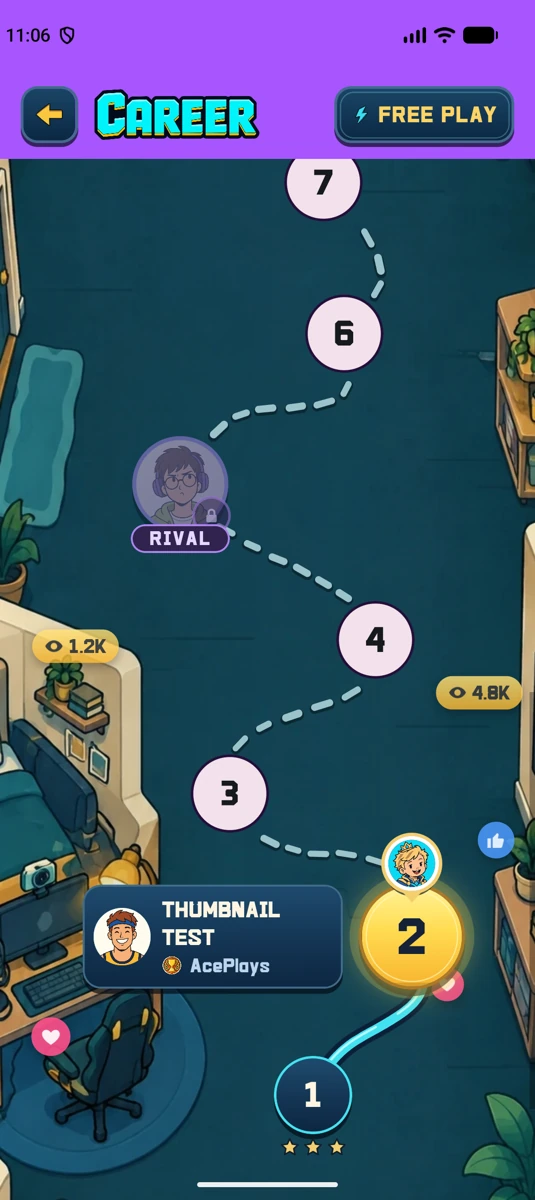 11:06
CAREER
FREE PLAY
7
6
RIVAL
4
1.2K
4.8K
3
THUMBNAIL
TEST
AcePlays
2
1